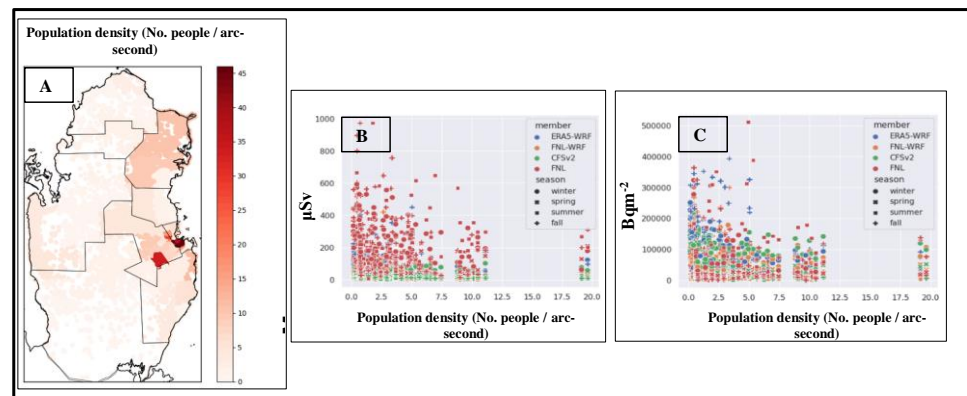 Population density (No. people / arc-
second)
A
45
40
35
30
25
20
15
10
5
0
B
1000
800
600
400
200
0
µSv
member
ERA5-WRF
FNL-WRF
CFSv2
FNL
season
winter
spring
summer
fall
0.0 2.5 5.0 7.5 10.0 12.5 15.0 17.5 20.0
Population density (No. people / arc-
second)
C
500000
400000
300000
200000
100000
0
Bqm-2
member
ERA5-WRF
FNL-WRF
CFSv2
FNL
season
winter
spring
summer
fall
0.0 2.5 5.0 7.5 10.0 12.5 15.0 17.5 20.0
Population density (No. people / arc-
second)